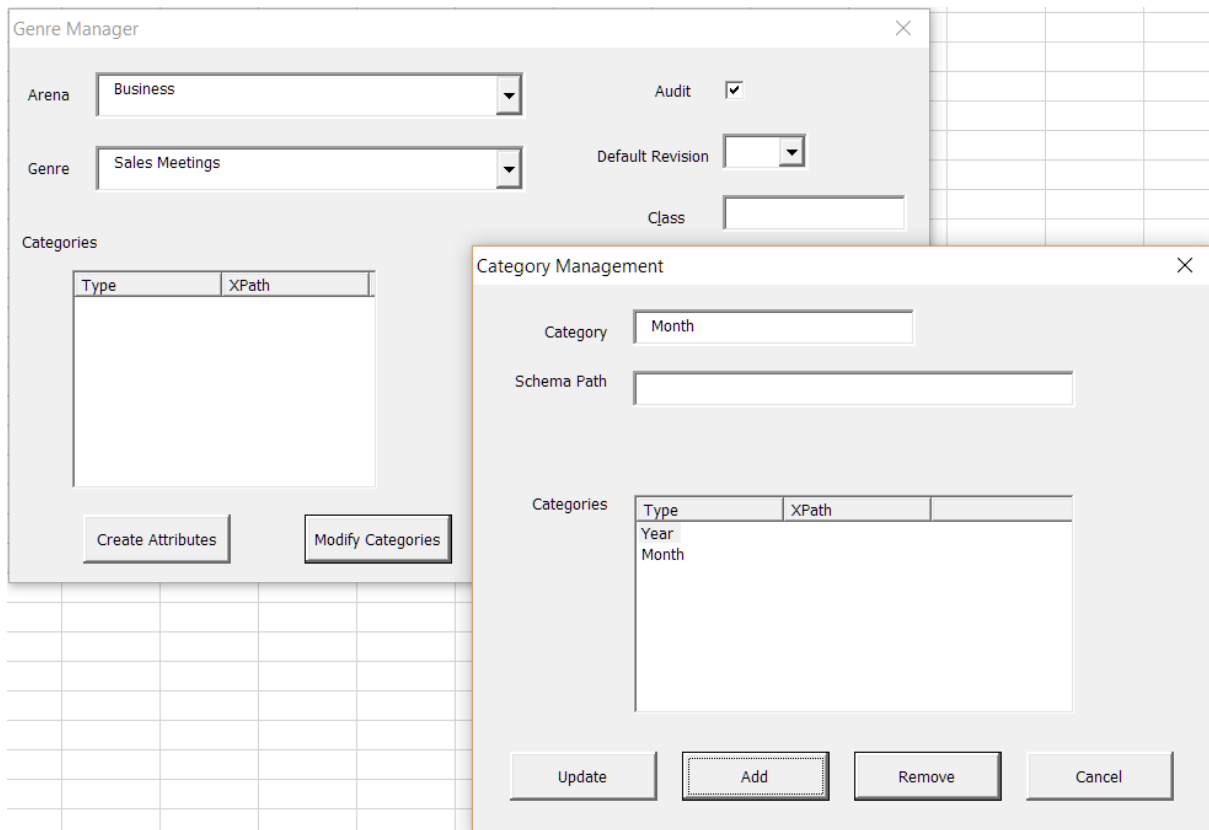 Genre Manager
Arena
Business
Audit
Genre
Sales Meetings
Default Revision
Class
Categories
Type XPath
Create Attributes
Modify Categories
Category Management
Category
Month
Schema Path
Categories
Type XPath
Year
Month
Update
Add
Remove
Cancel